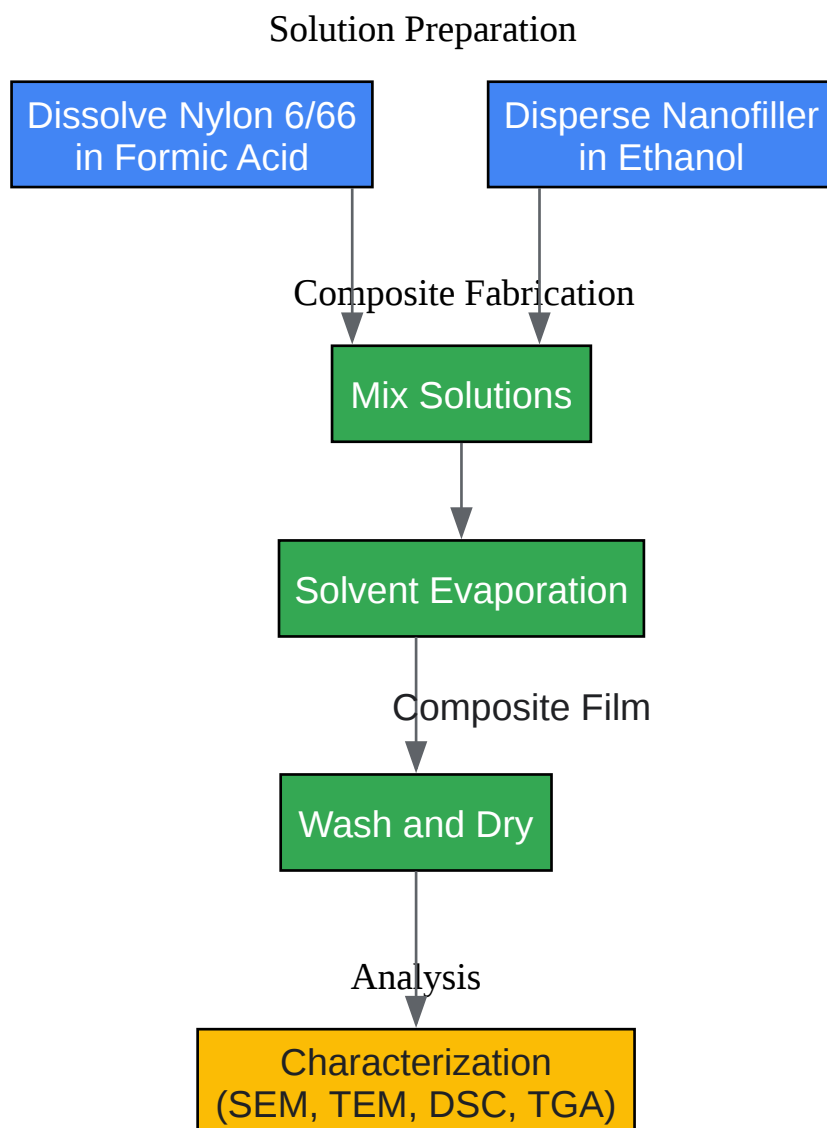 Solution Preparation
Dissolve Nylon 6/66
in Formic Acid
Disperse Nanofiller
in Ethanol
Composite Fabrication
Mix Solutions
Solvent Evaporation
Composite Film
Wash and Dry
Analysis
Characterization
(SEM, TEM, DSC, TGA)